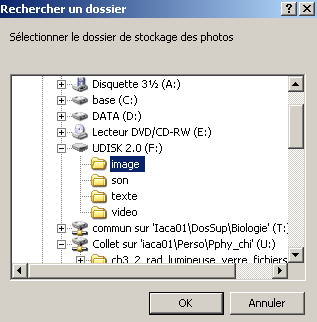 Rechercher un dossier
Sélectionner le dossier de stockage des photos
Disquette 3½ (A:)
base (C:)
DATA (D:)
Lecteur DVD/CD-RW (E:)
UDISK 2.0 (F:)
image
son
texte
video
commun sur 'Iaca01\DosSup\Biologie' (T:
Collet sur 'iaca01\Perso\Pphy_chi' (U:)
ch3_2_rad_lumineuse_verre_fichiers
OK
Annuler